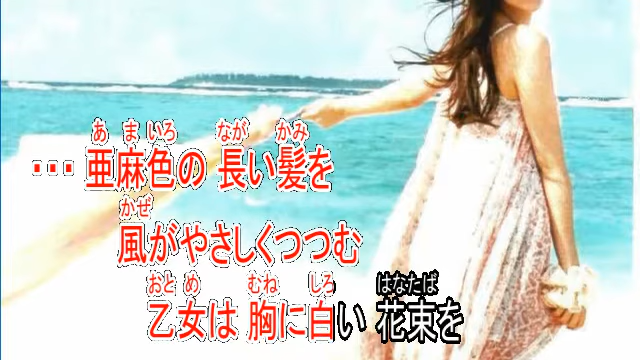 あまいろ ながかみ
… 亜麻色の 長い髪を
かぜ
風がやさしくつつむ
おとめ むね しろ はなたば
乙女は 胸に白い 花束を